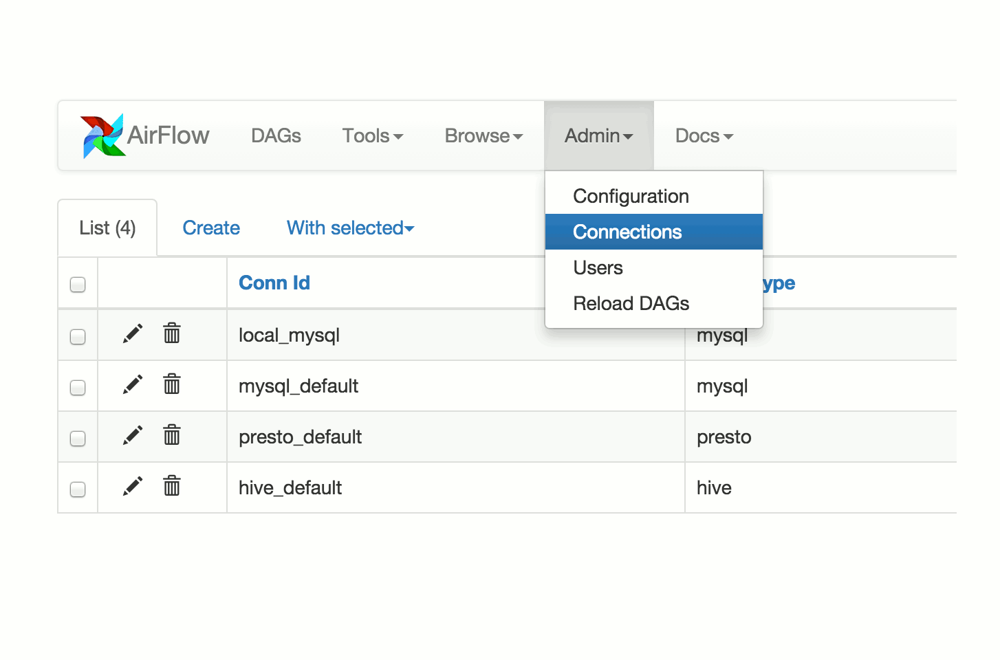 AirFlow DAGs Tools Browse Admin Docs
Configuration
Connections
Users
Reload DAGs
List (4) Create With selected
Conn Id ype
local_mysql mysql
mysql_default mysql
presto_default presto
hive_default hive